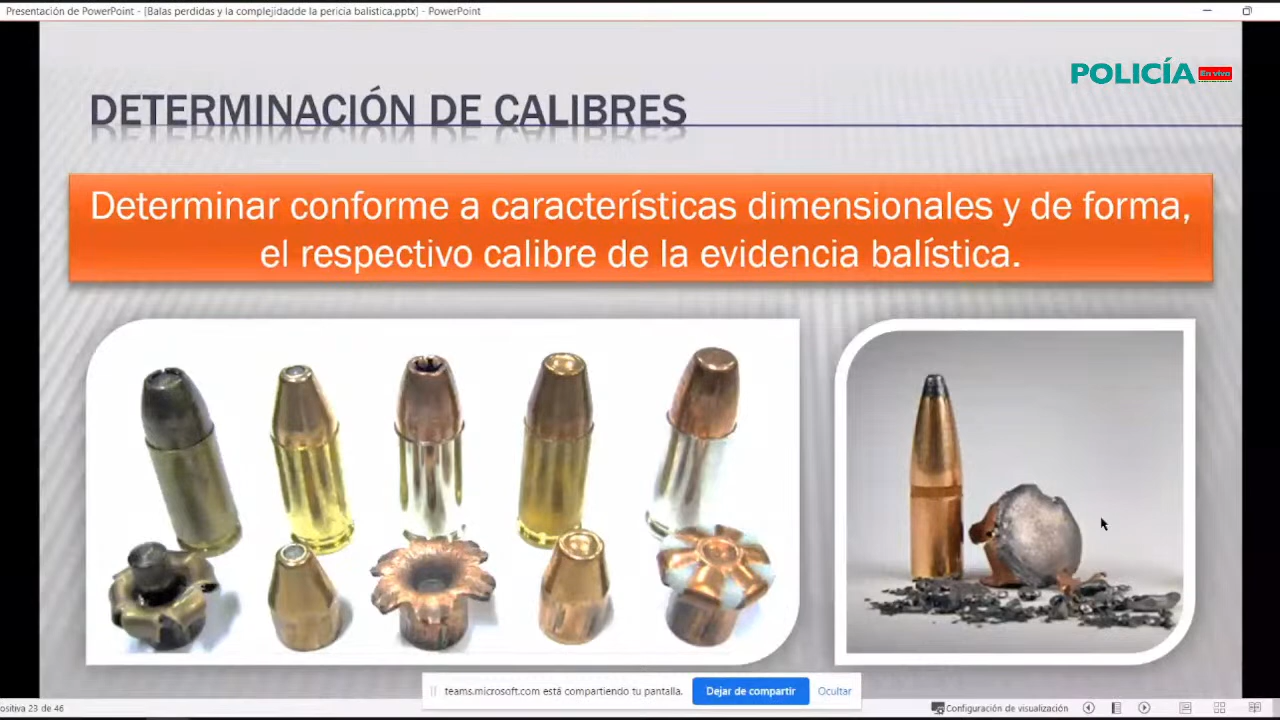 Presentación de PowerPoint - [Balas perdidas y la complejidadde la pericia balistica.pptx] - PowerPoint
POLICÍA En vivo
DETERMINACIÓN DE CALIBRES
Determinar conforme a características dimensionales y de forma,
el respectivo calibre de la evidencia balística.
teams.microsoft.com está compartiendo tu pantalla. Dejar de compartir Ocultar
ositiva 23 de 46 Configuración de visualización